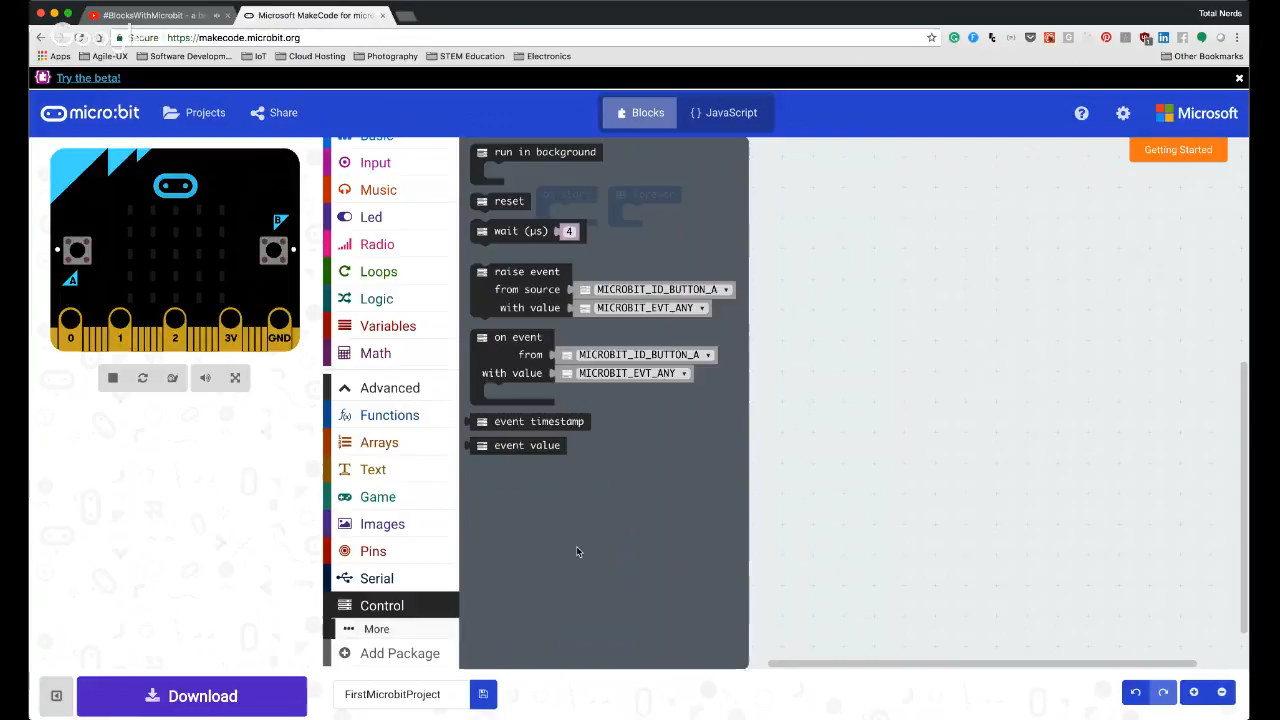 #BlocksWithMicrobit - a b
Microsoft MakeCode for micro
Total Nerds
Secure
https://makecode.microbit.org
Apps
Agile-UX
Software Developm...
IoT
Cloud Hosting
Photography
STEM Education
Electronics
Other Bookmarks
Try the beta!
micro:bit
Projects
Share
Blocks
{ } JavaScript
Microsoft
Getting Started
Basic
Input
Music
Led
Radio
Loops
Logic
Variables
Math
Advanced
Functions
Arrays
Text
Game
Images
Pins
Serial
Control
More
Add Package
run in background
on start
forever
reset
wait (µs) 4
raise event
from source MICROBIT_ID_BUTTON_A
with value MICROBIT_EVT_ANY
on event
from MICROBIT_ID_BUTTON_A
with value MICROBIT_EVT_ANY
event timestamp
event value
A
B
0 1 2 3V GND
Download
FirstMicrobitProject